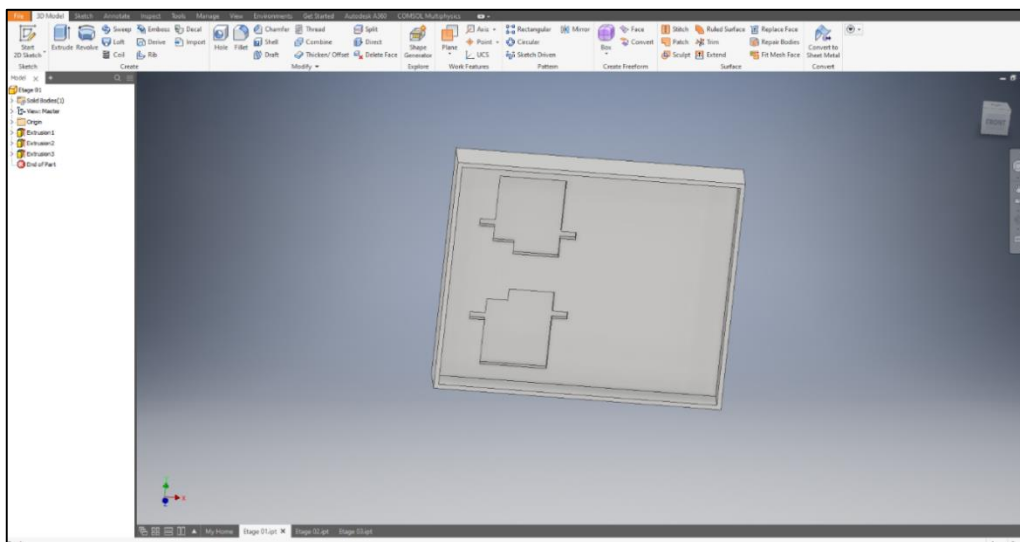 File 3D Model Sketch Annotate Inspect Tools Manage View Environments Get Started Autodesk A360 COMSOL Multiphysics
Start
2D Sketch
Extrude Revolve
Sweep Emboss Decal
Loft Derive Import
Coil Rib
Hole Fillet
Chamfer Thread Split
Shell Combine Direct
Draft Thicken/ Offset Delete Face
Shape
Generator
Plane
Axis
Point
UCS
Rectangular Mirror
Circular
Sketch Driven
Box
Face
Convert
Stitch Ruled Surface Replace Face
Patch Trim Repair Bodies
Sculpt Extend Fit Mesh Face
Convert to
Sheet Metal
Sketch Create Modify Explore Work Features Pattern Create Freeform Surface Convert
Model
Etage 01
Solid Bodies(1)
View: Master
Origin
Extrusion1
Extrusion2
Extrusion3
End of Part
FRONT
X
My Home Etage 01.ipt Etage 02.ipt Etage 03.ipt